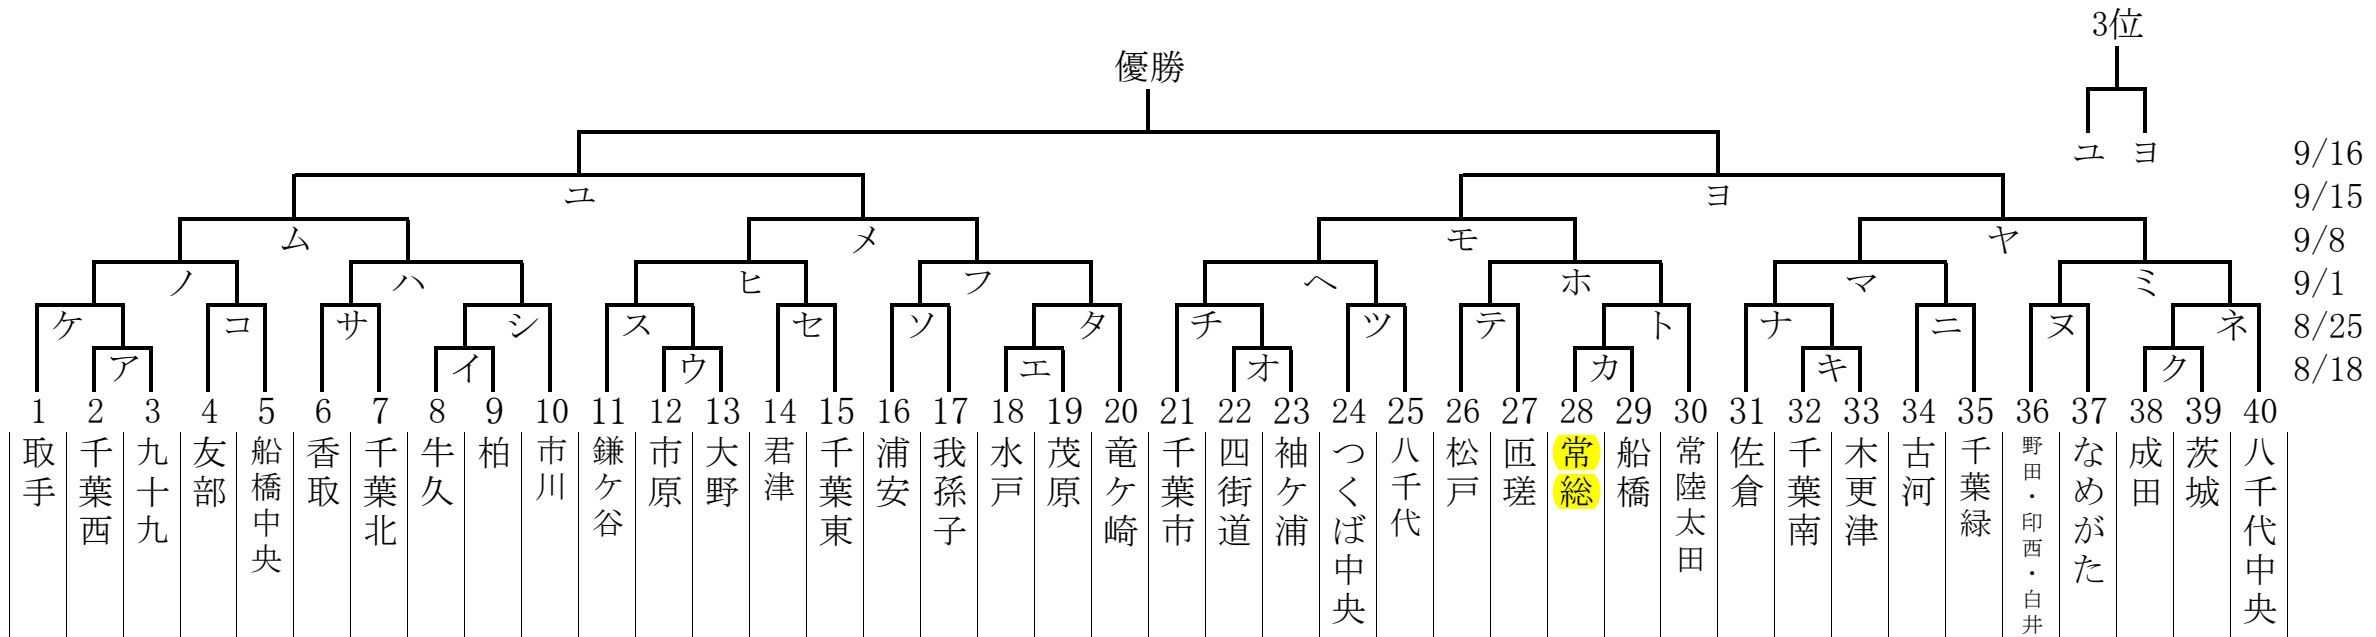 3位
優勝
ユ ヨ 9/16
ユ ヨ 9/15
ム メ モ ヤ 9/8
ノ ハ ヒ フ ヘ ホ マ ミ 9/1
ケ コ サ シ ス セ ソ タ チ ツ テ ト ナ ニ ヌ ネ 8/25
ア イ ウ エ オ カ キ ク 8/18
1 2 3 4 5 6 7 8 9 10 11 12 13 14 15 16 17 18 19 20 21 22 23 24 25 26 27 28 29 30 31 32 33 34 35 36 37 38 39 40
取手
千葉西
九十九
友部
船橋中央
香取
千葉北
牛久
柏
市川
鎌ケ谷
市原
大野
君津
千葉東
浦安
我孫子
水戸
茂原
竜ケ崎
千葉市
四街道
袖ケ浦
つくば中央
八千代
松戸
匝瑳
常総
船橋
常陸太田
佐倉
千葉南
木更津
古河
千葉緑
野田・印西・白井
なめがた
成田
茨城
八千代中央